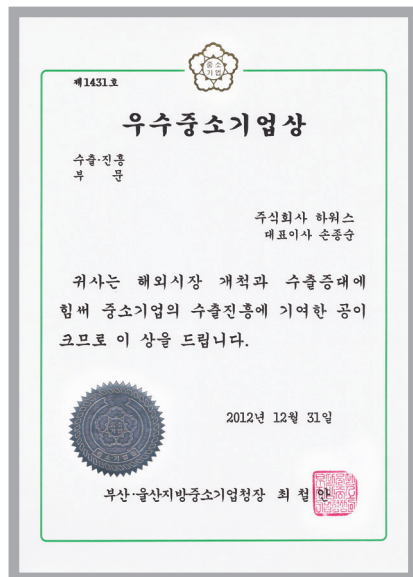 중소
기업
제1431호
우수중소기업상
수출·진흥
부 문
주식회사 하워스
대표이사 손종순
귀사는 해외시장 개척과 수출증대에
힘써 중소기업의 수출진흥에 기여한 공이
크므로 이 상을 드립니다.
2012년 12월 31일
부산·울산지방중소기업청장 최 철 안